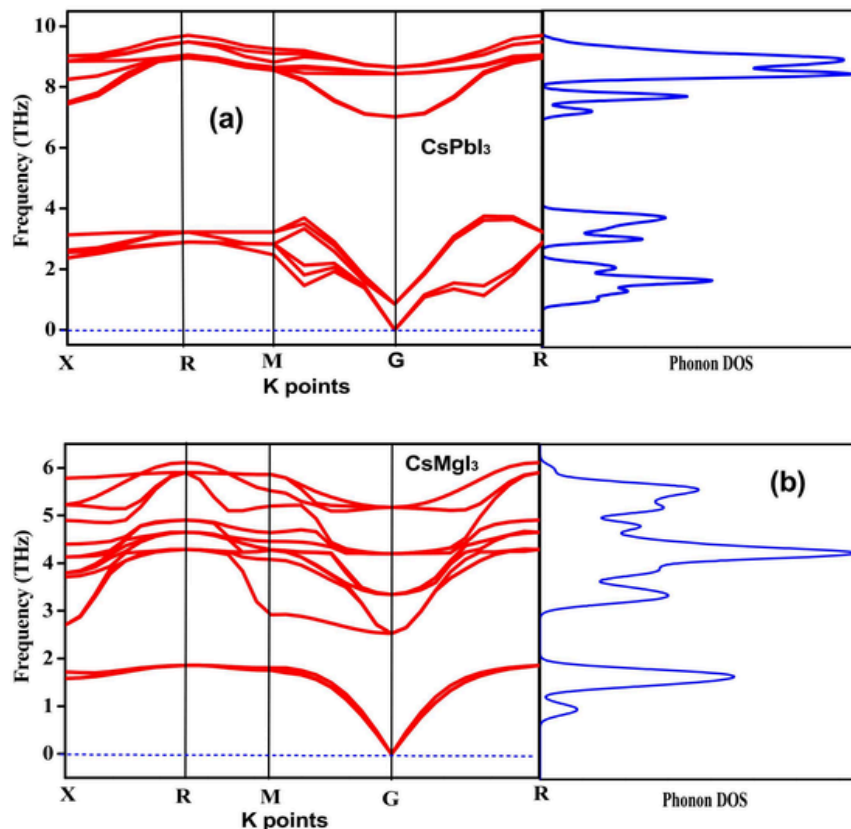 10
8
6
4
2
0
Frequency (THz)
(a)
CsPbI₃
X R M G R
K points
Phonon DOS
6
5
4
3
2
1
0
Frequency (THz)
CsMgI₃
(b)
X R M G R
K points
Phonon DOS